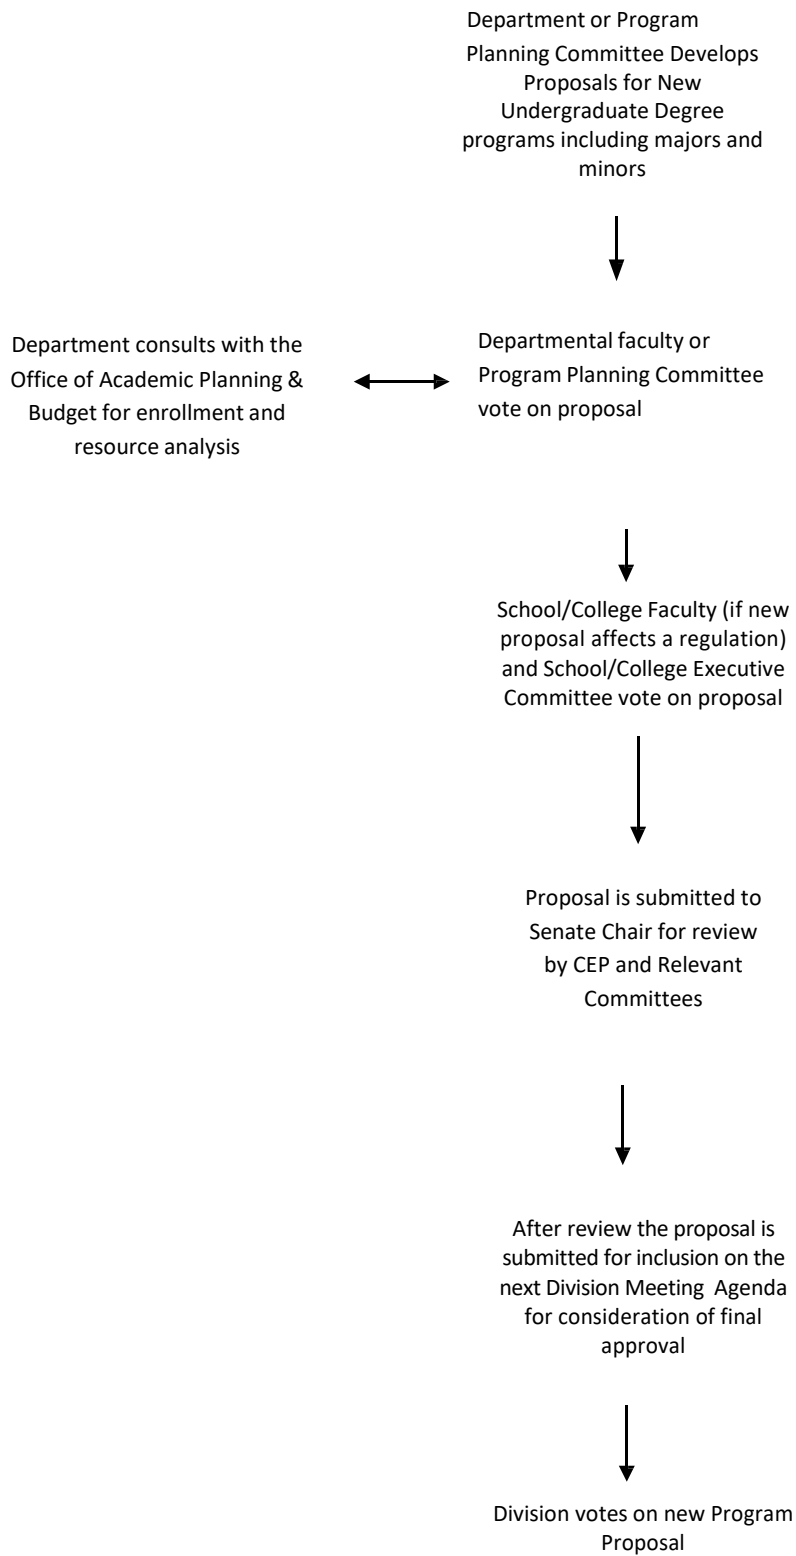 Department or Program
Planning Committee Develops
Proposals for New
Undergraduate Degree
programs including majors and
minors
Department consults with the
Office of Academic Planning &
Budget for enrollment and
resource analysis
Departmental faculty or
Program Planning Committee
vote on proposal
School/College Faculty (if new
proposal affects a regulation)
and School/College Executive
Committee vote on proposal
Proposal is submitted to
Senate Chair for review
by CEP and Relevant
Committees
After review the proposal is
submitted for inclusion on the
next Division Meeting Agenda
for consideration of final
approval
Division votes on new Program
Proposal